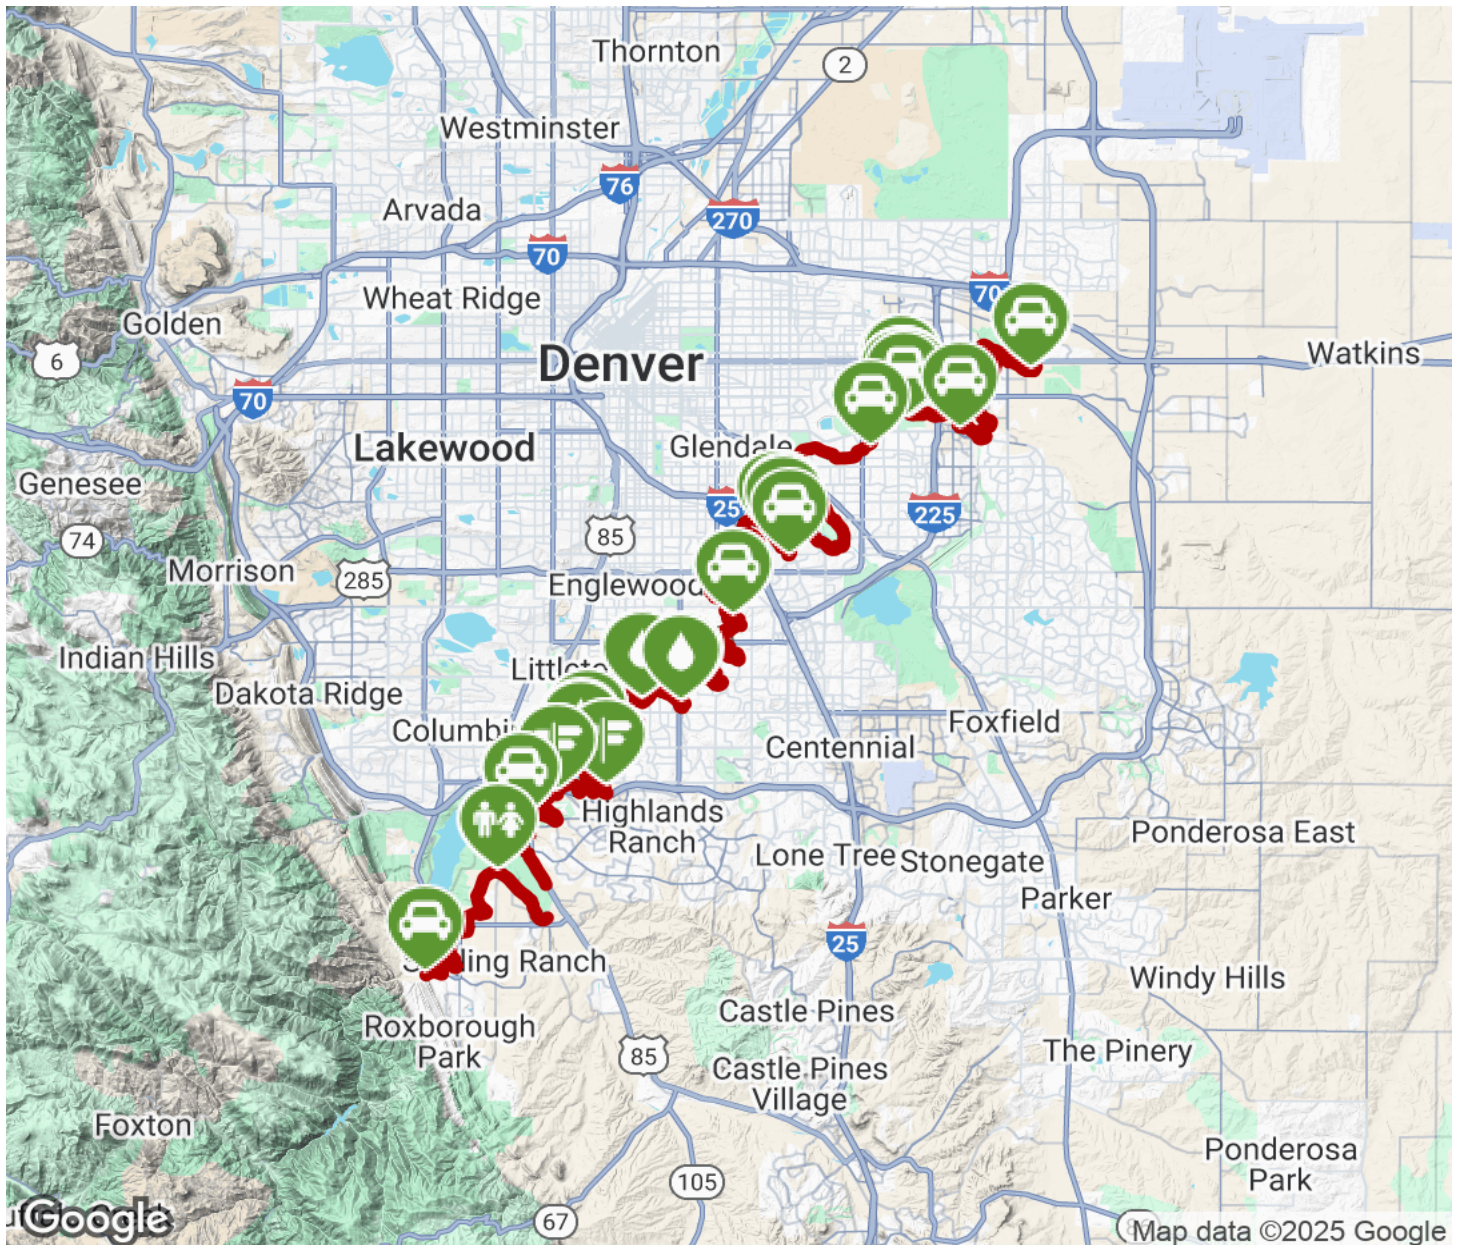 Thornton
2
Westminster
76
Arvada
270
70
70
Wheat Ridge
Golden
6
Denver
Watkins
70
Glendale
Lakewood
Genesee
25
225
74
85
Morrison
285
Englewood
Indian Hills
Littleto
Dakota Ridge
Columbi
Foxfield
Centennial
Highlands
Ranch
Ponderosa East
Lone Tree
Stonegate
Parker
25
ling Ranch
Windy Hills
Castle Pines
Roxborough
Park
85
The Pinery
Castle Pines
Village
Foxton
Ponderosa
Park
105
67
Google
Map data ©2025 Google